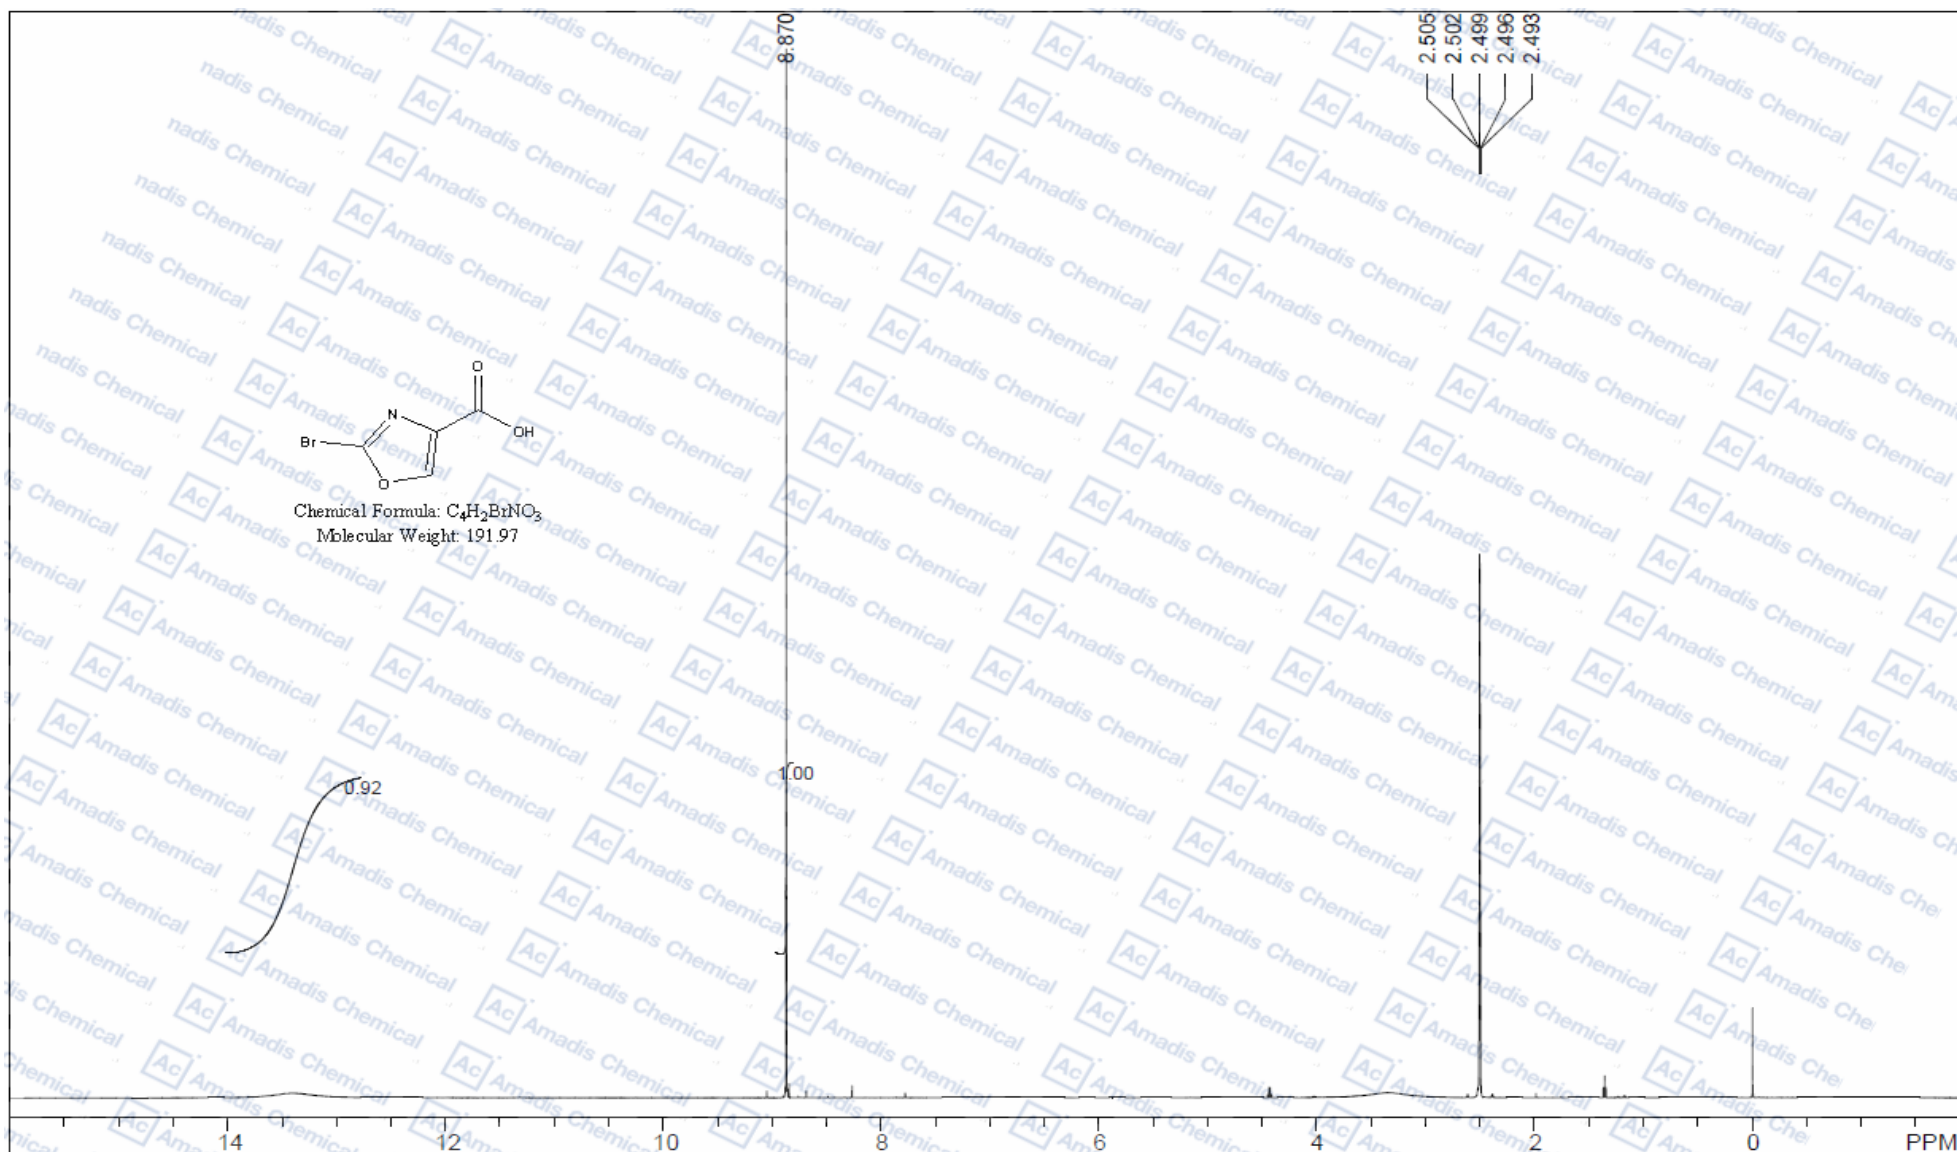 8.870
2.505
2.502
2.499
2.496
2.493
O
N
OH
Br
O
Chemical Formula: C₄H₂BrNO₃
Molecular Weight: 191.97
1.00
0.92
14 12 10 8 6 4 2 0 PPM
Ac Amadis Chemical